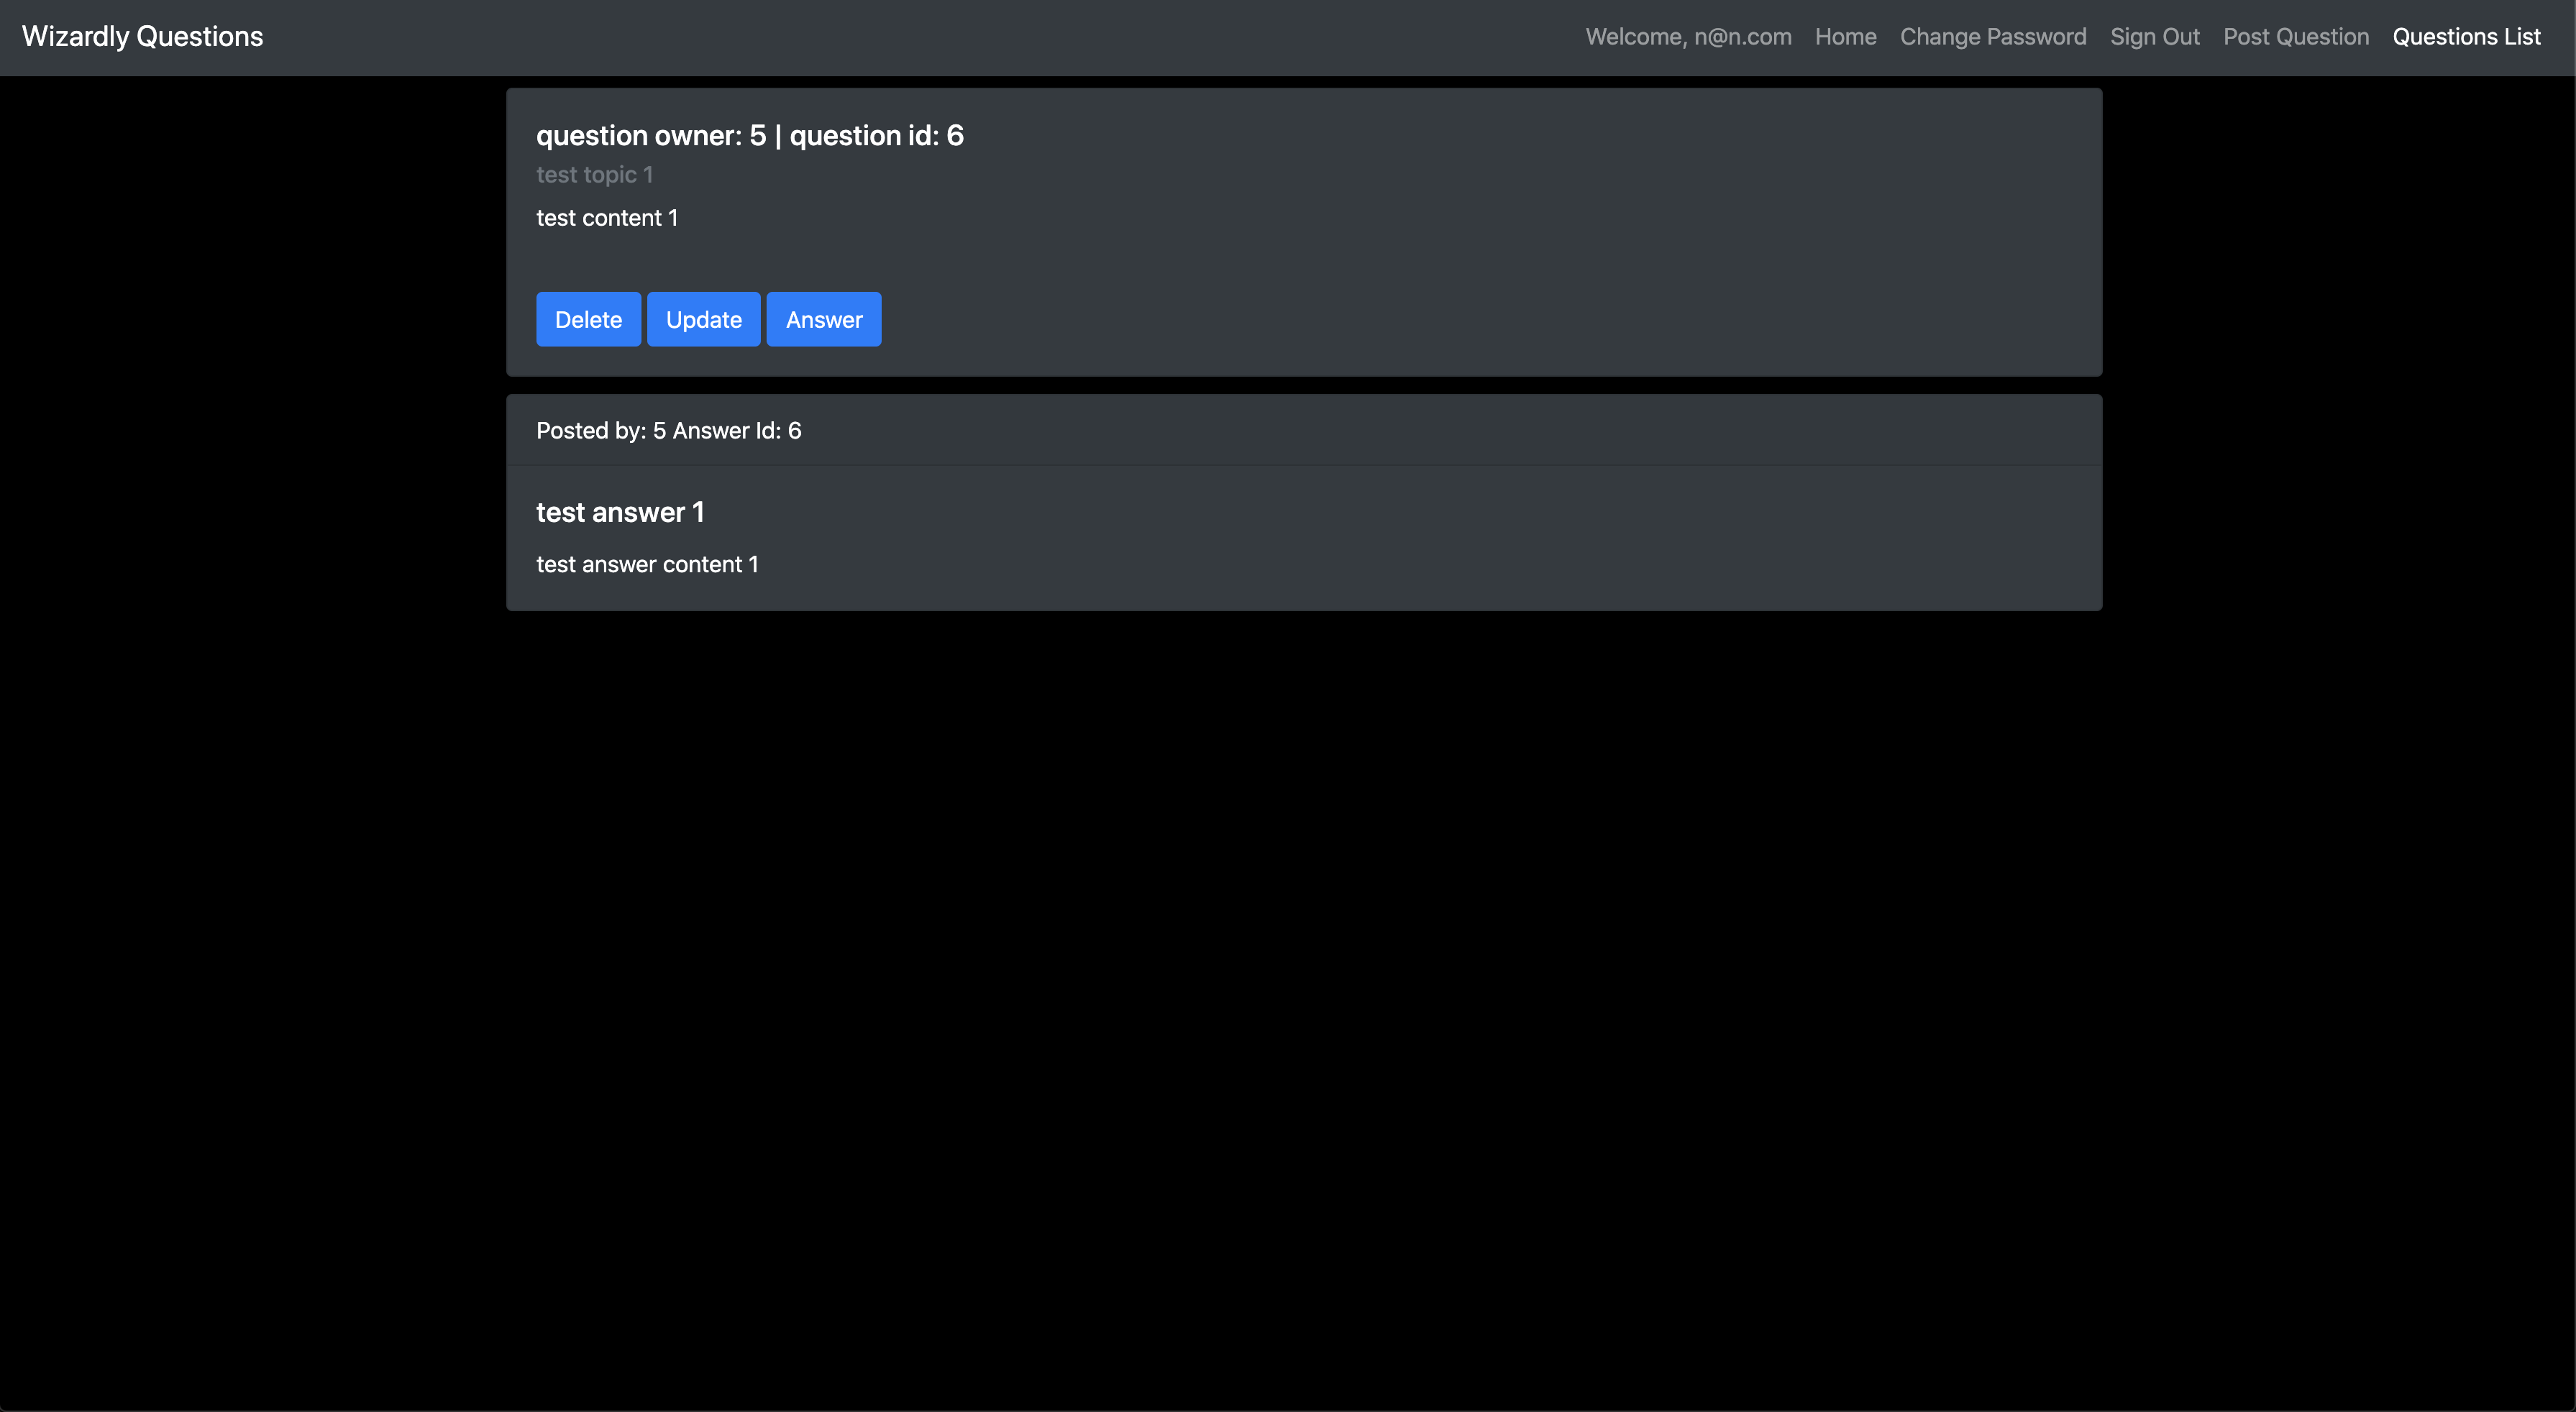 Wizardly Questions
Welcome, n@n.com Home Change Password Sign Out Post Question Questions List
question owner: 5 | question id: 6
test topic 1
test content 1
Delete Update Answer
Posted by: 5 Answer Id: 6
test answer 1
test answer content 1